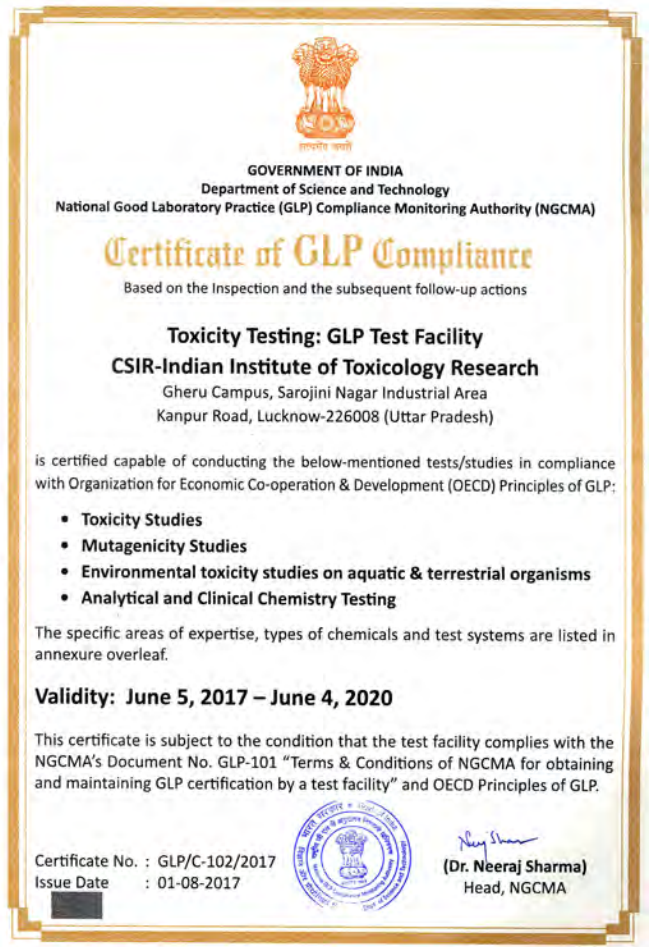 सत्यमेव जयते
GOVERNMENT OF INDIA
Department of Science and Technology
National Good Laboratory Practice (GLP) Compliance Monitoring Authority (NGCMA)
Certificate of GLP Compliance
Based on the Inspection and the subsequent follow-up actions
Toxicity Testing: GLP Test Facility
CSIR-Indian Institute of Toxicology Research
Gheru Campus, Sarojini Nagar Industrial Area
Kanpur Road, Lucknow-226008 (Uttar Pradesh)
is certified capable of conducting the below-mentioned tests/studies in compliance
with Organization for Economic Co-operation & Development (OECD) Principles of GLP:
• Toxicity Studies
• Mutagenicity Studies
• Environmental toxicity studies on aquatic & terrestrial organisms
• Analytical and Clinical Chemistry Testing
The specific areas of expertise, types of chemicals and test systems are listed in
annexure overleaf.
Validity: June 5, 2017 – June 4, 2020
This certificate is subject to the condition that the test facility complies with the
NGCMA's Document No. GLP-101 “Terms & Conditions of NGCMA for obtaining
and maintaining GLP certification by a test facility” and OECD Principles of GLP.
Certificate No. : GLP/C-102/2017
Issue Date : 01-08-2017
(Dr. Neeraj Sharma)
Head, NGCMA